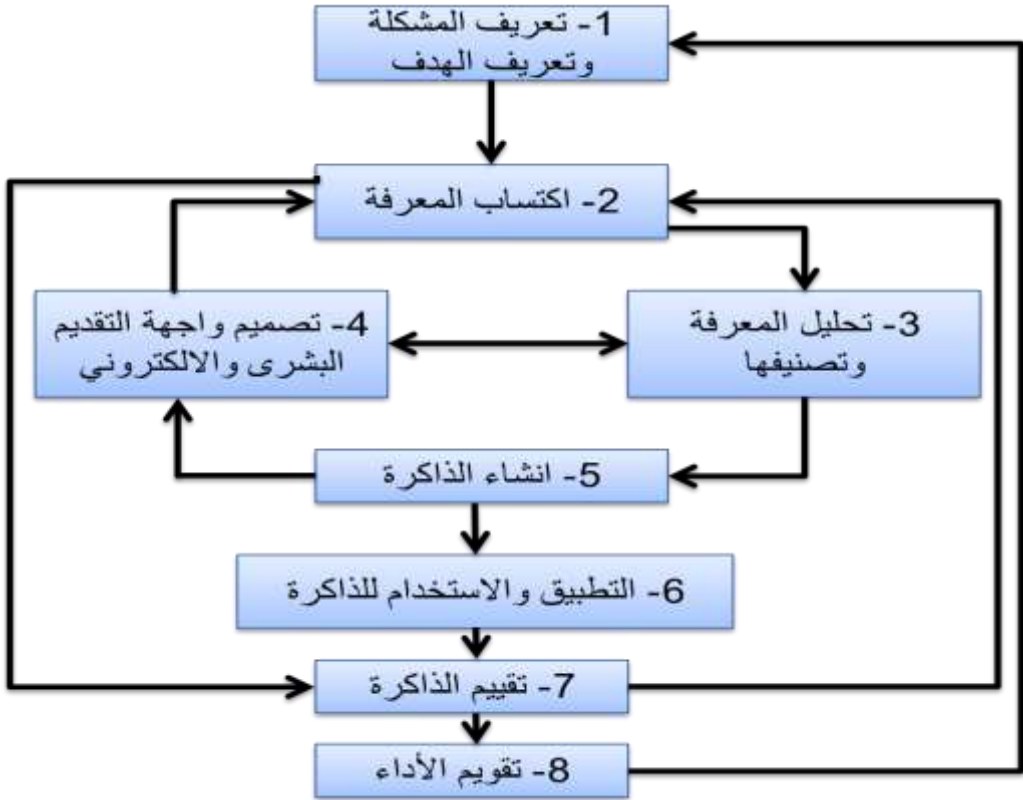 1- تعريف المشكلة
وتعريف الهدف
2- اكتساب المعرفة
3- تحليل المعرفة
وتصنيفها
4- تصميم واجهة التقديم
البشرى والالكتروني
5- انشاء الذاكرة
6- التطبيق والاستخدام للذاكرة
7- تقييم الذاكرة
8- تقويم الأداء